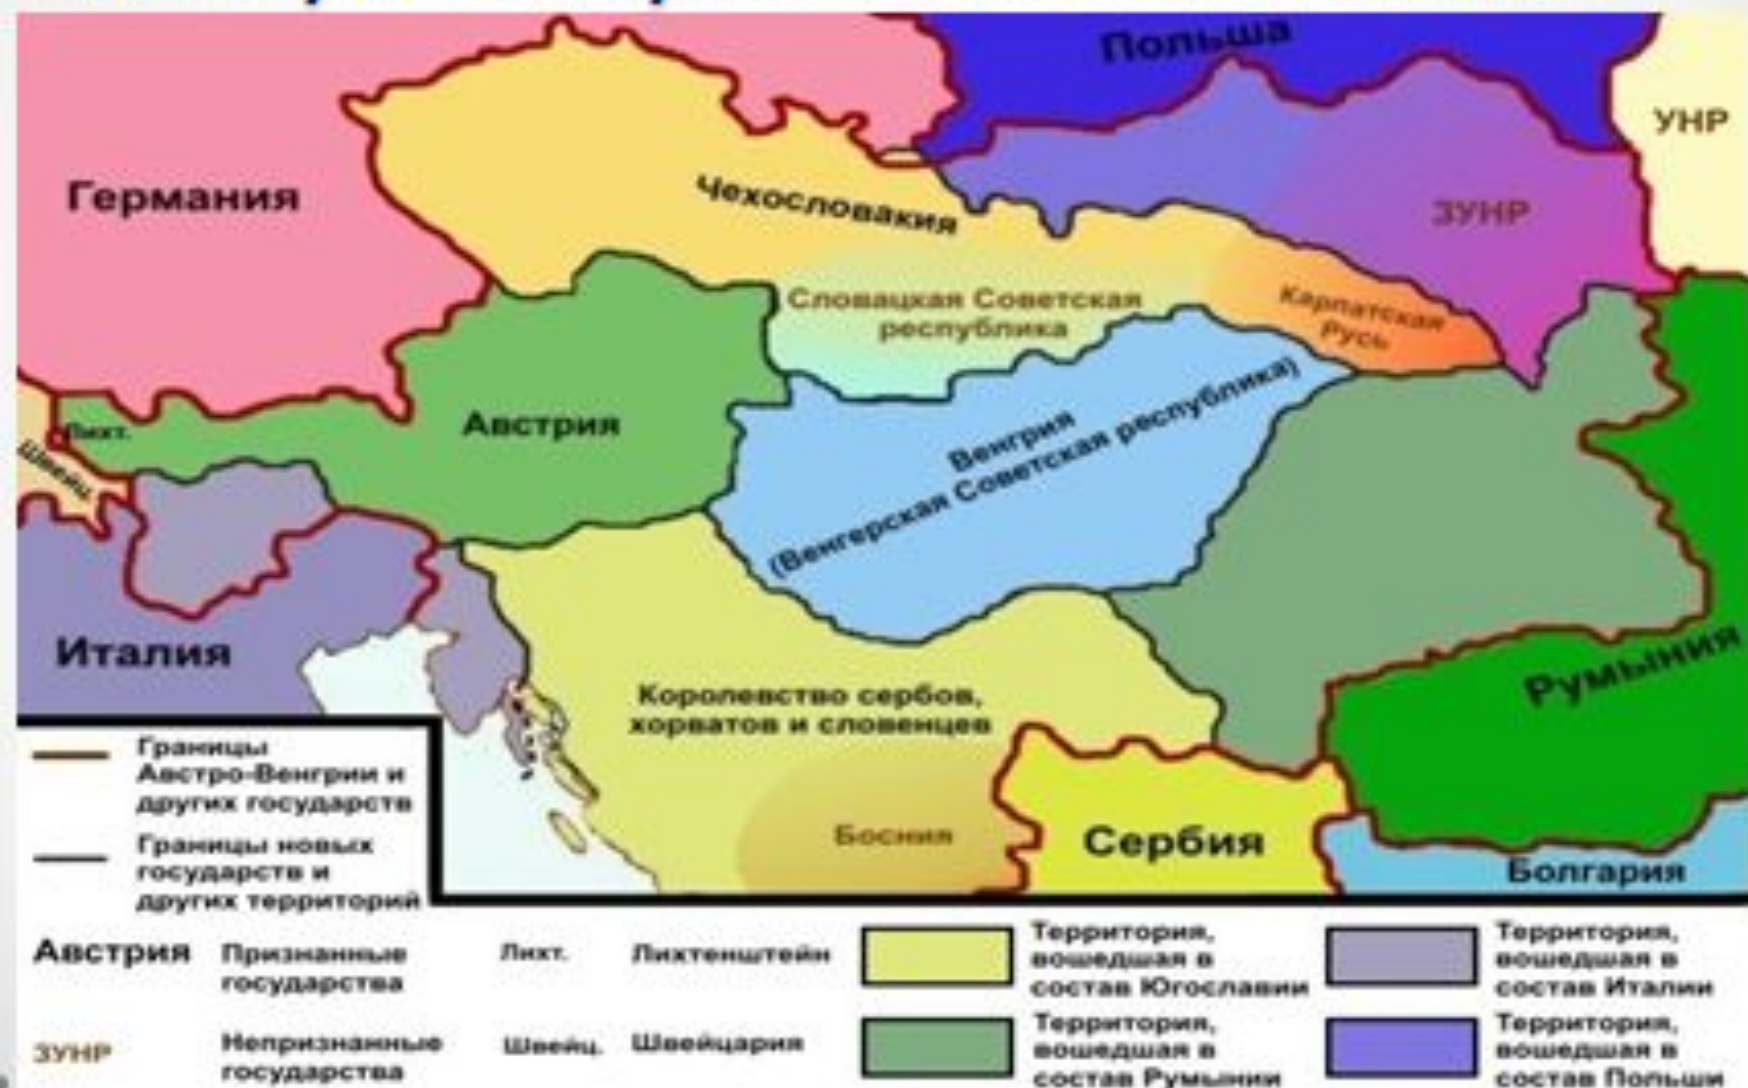 Польша
УНР
Германия
Чехословакия
ЗУНР
Словацкая Советская
республика
Карпатская
Русь
Австрия
Лихт.
Швейц.
Венгрия
(Венгерская Советская республика)
Италия
Румыния
Королевство сербов,
хорватов и словенцев
Босния
Сербия
Болгария
Границы
Австро-Венгрии и
других государств
Границы новых
государств и
других территорий
Австрия
Признанные
государства
Лихт.
Лихтенштейн
Территория,
вошедшая в
состав Югославии
Территория,
вошедшая в
состав Италии
ЗУНР
Непризнанные
государства
Швейц.
Швейцария
Территория,
вошедшая в
состав Румынии
Территория,
вошедшая в
состав Польши